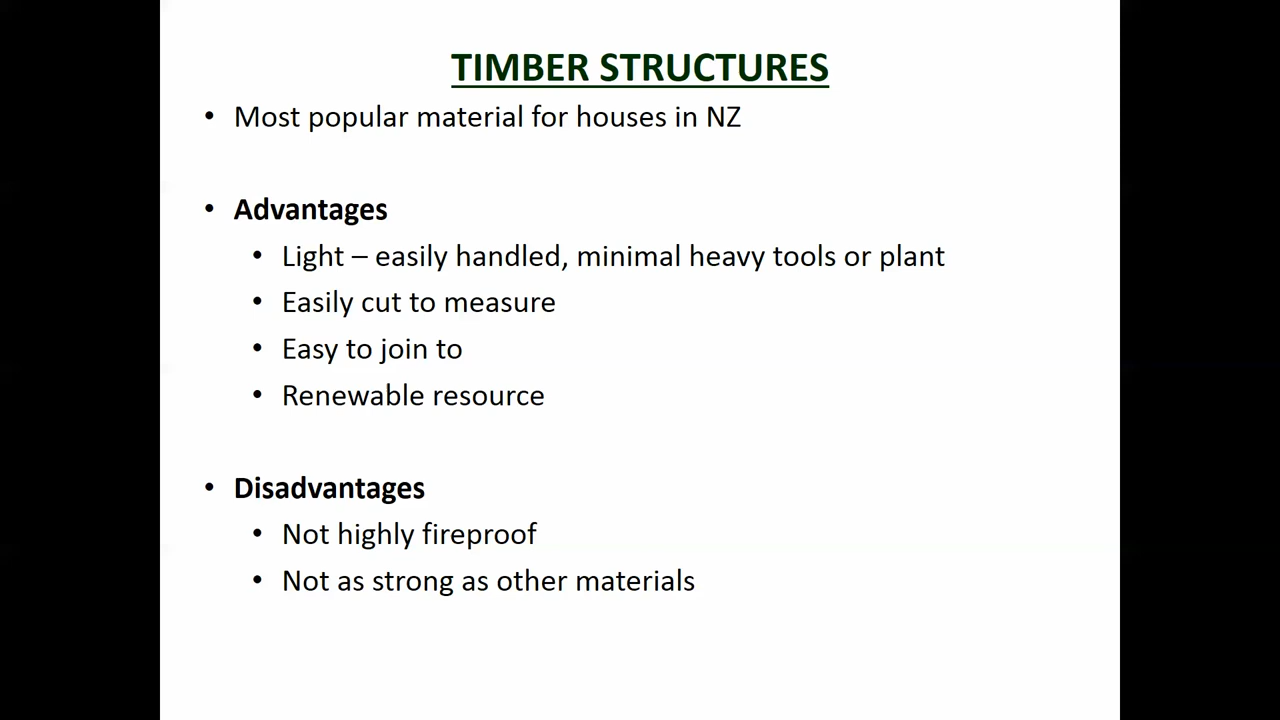 TIMBER STRUCTURES
• Most popular material for houses in NZ
• Advantages
• Light – easily handled, minimal heavy tools or plant
• Easily cut to measure
• Easy to join to
• Renewable resource
• Disadvantages
• Not highly fireproof
• Not as strong as other materials